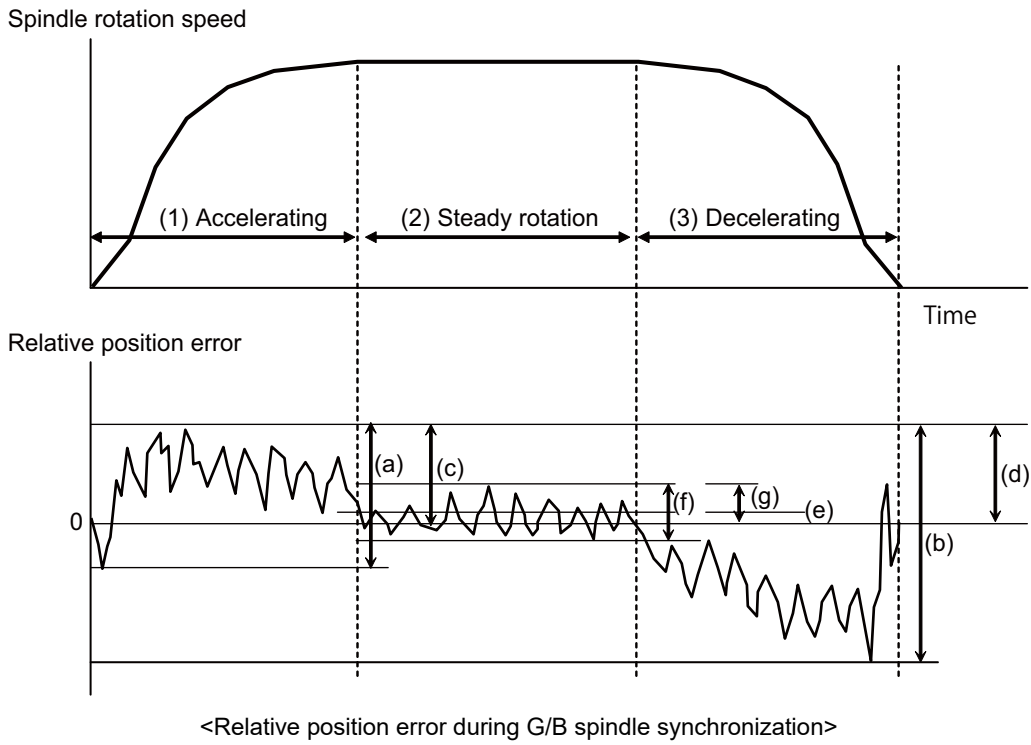 Spindle rotation speed
(1) Accelerating
(2) Steady rotation
(3) Decelerating
Time
Relative position error
(a)
(c)
(f)
(g)
(e)
(d)
(b)
0
<Relative position error during G/B spindle synchronization>